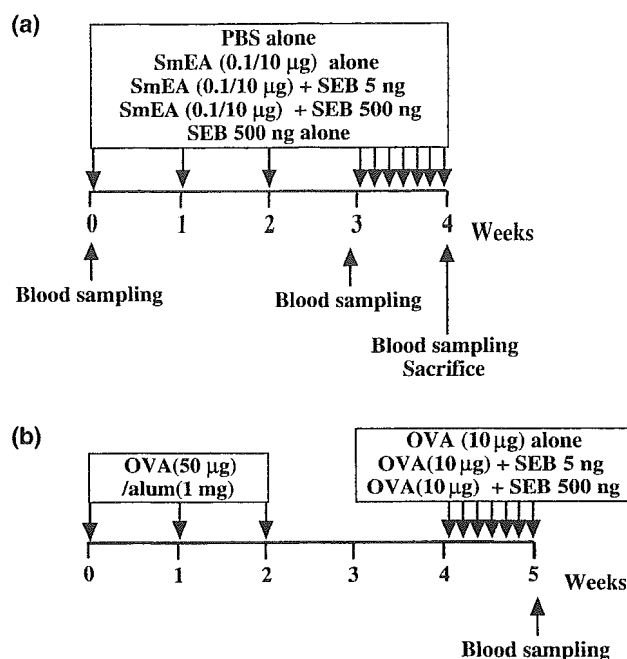 (a)
PBS alone
SmEA (0.1/10 μg) alone
SmEA (0.1/10 μg) + SEB 5 ng
SmEA (0.1/10 μg) + SEB 500 ng
SEB 500 ng alone
0 1 2 3 4 Weeks
Blood sampling
Blood sampling
Blood sampling
Sacrifice
(b)
OVA(50 μg)
/alum(1 mg)
OVA (10 μg) alone
OVA(10 μg) + SEB 5 ng
OVA(10 μg) + SEB 500 ng
0 1 2 3 4 5 Weeks
Blood sampling